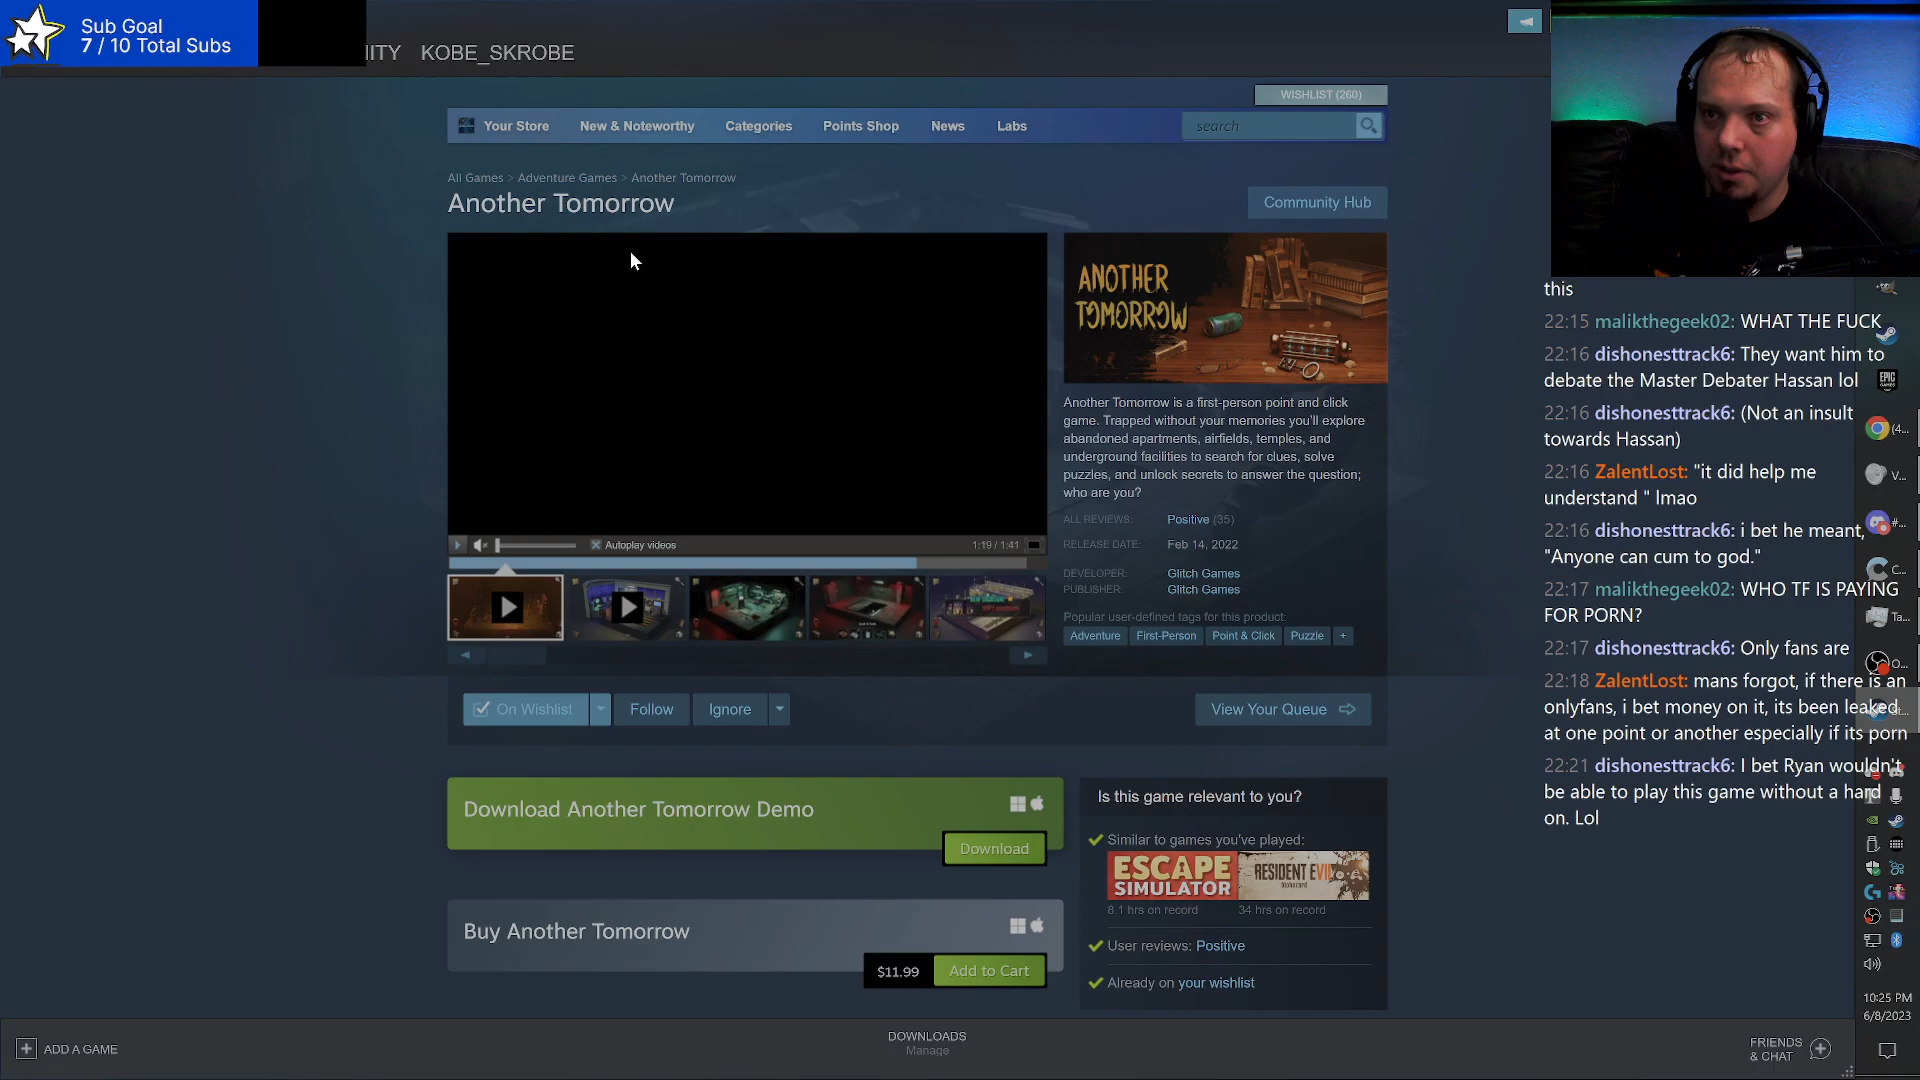 Sub Goal
7 / 10 Total Subs
ITY KOBE_SKROBE
WISHLIST (260)
Your Store New & Noteworthy Categories Points Shop News Labs
search
All Games > Adventure Games > Another Tomorrow
Another Tomorrow
Community Hub
Autoplay videos
1:19 / 1:41
ANOTHER
TOMORROW
Another Tomorrow is a first-person point and click
game. Trapped without your memories you'll explore
abandoned apartments, airfields, temples, and
underground facilities to search for clues, solve
puzzles, and unlock secrets to answer the question;
who are you?
ALL REVIEWS: Positive (35)
RELEASE DATE: Feb 14, 2022
DEVELOPER: Glitch Games
PUBLISHER: Glitch Games
Popular user-defined tags for this product:
Adventure First-Person Point & Click Puzzle +
On Wishlist Follow Ignore
View Your Queue
Download Another Tomorrow Demo
Download
Buy Another Tomorrow
$11.99 Add to Cart
Is this game relevant to you?
Similar to games you've played:
ESCAPE
SIMULATOR
RESIDENT EVIL
biohazard
8.1 hrs on record 34 hrs on record
User reviews: Positive
Already on your wishlist
this
22:15 malikthegeek02: WHAT THE FUCK
22:16 dishonesttrack6: They want him to
debate the Master Debater Hassan lol
22:16 dishonesttrack6: (Not an insult
towards Hassan)
22:16 ZalentLost: "it did help me
understand " lmao
22:16 dishonesttrack6: i bet he meant,
"Anyone can cum to god."
22:17 malikthegeek02: WHO TF IS PAYING
FOR PORN?
22:17 dishonesttrack6: Only fans are
22:18 ZalentLost: mans forgot, if there is an
onlyfans, i bet money on it, its been leaked
at one point or another especially if its porn
22:21 dishonesttrack6: I bet Ryan wouldn't
be able to play this game without a hard
on. Lol
EPIC
GAMES
(4...
V...
#...
C...
Ta...
O...
St...
10:25 PM
6/8/2023
ADD A GAME
DOWNLOADS
Manage
FRIENDS
& CHAT